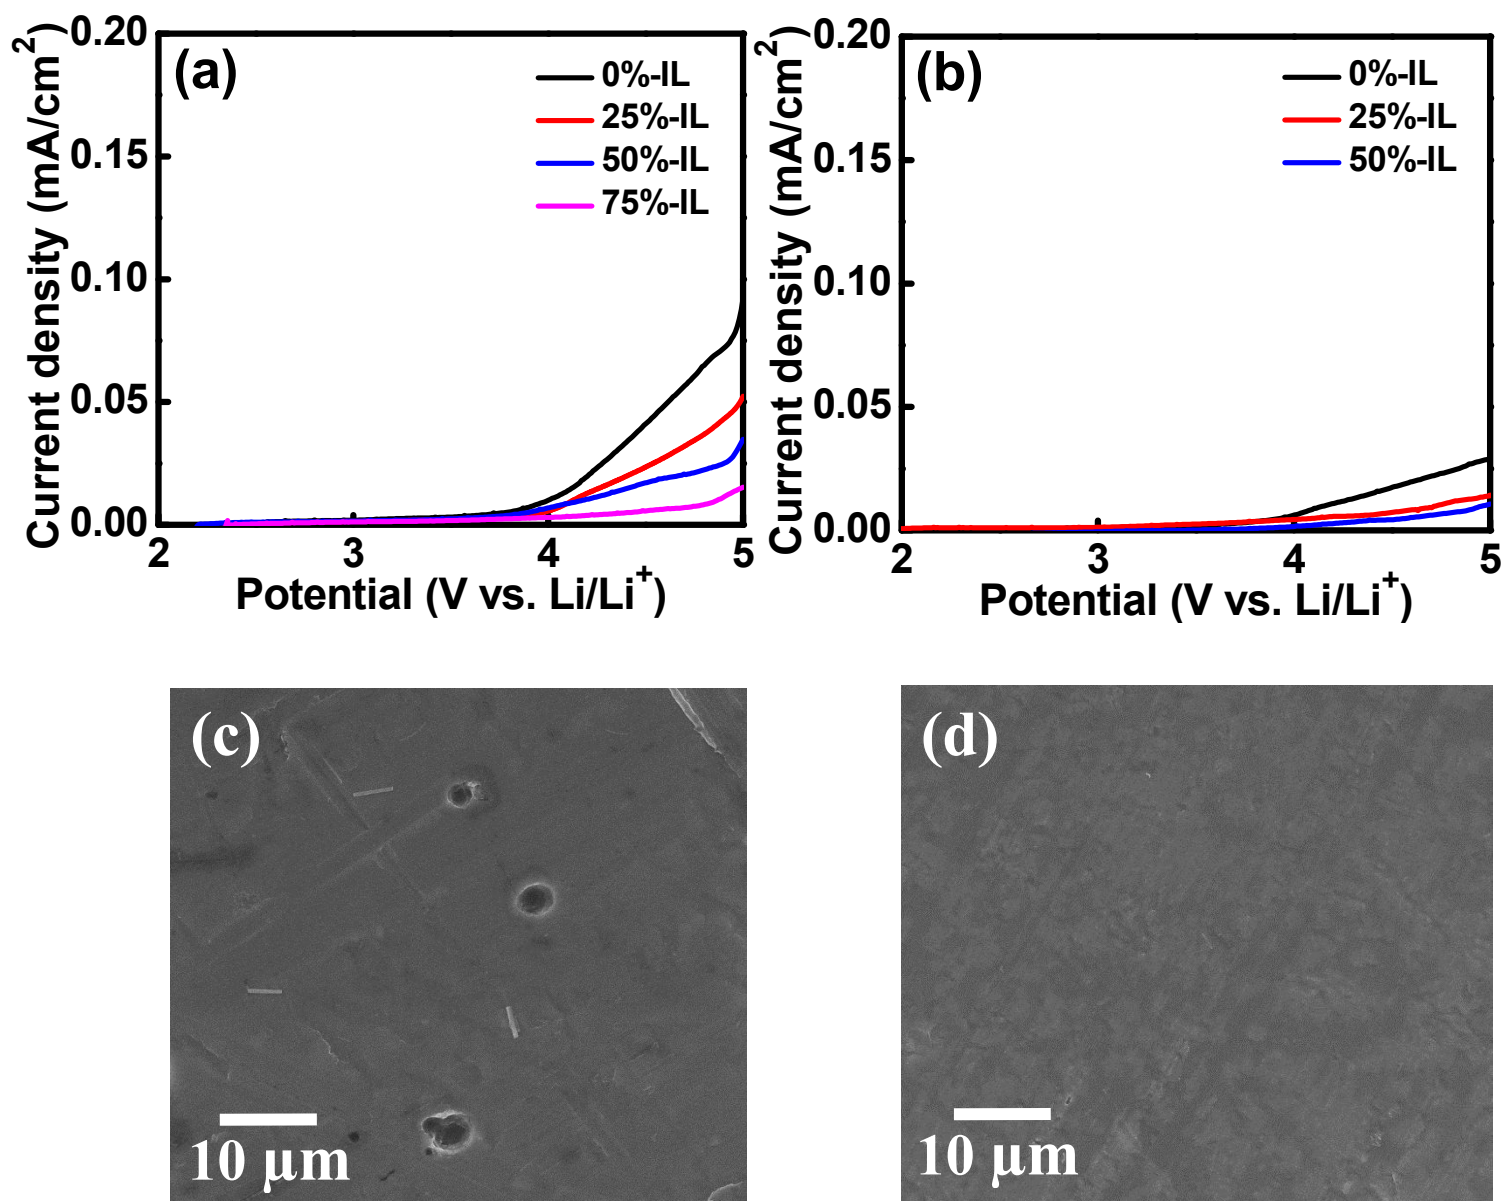 (a)
0%-IL
25%-IL
50%-IL
75%-IL
0.20
0.15
0.10
0.05
0.00
Current density (mA/cm²)
2 3 4 5
Potential (V vs. Li/Li⁺)
(b)
0%-IL
25%-IL
50%-IL
0.20
0.15
0.10
0.05
0.00
Current density (mA/cm²)
2 3 4 5
Potential (V vs. Li/Li⁺)
(c)
10 µm
(d)
10 µm